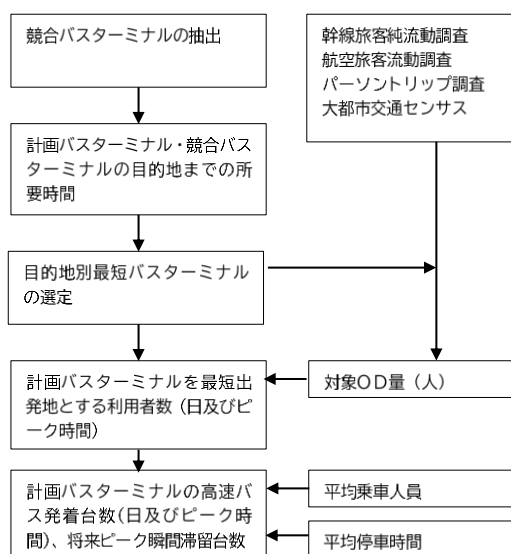 競合バスターミナルの抽出
計画バスターミナル・競合バス
ターミナルの目的地までの所
要時間
目的地別最短バスターミナル
の選定
計画バスターミナルを最短出
発地とする利用者数（日及びピ
ーク時間）
計画バスターミナルの高速バ
ス発着台数（日及びピーク時
間）、将来ピーク瞬間滞留台数
幹線旅客純流動調査
航空旅客流動調査
パーソントリップ調査
大都市交通センサス
対象ＯＤ量（人）
平均乗車人員
平均停車時間